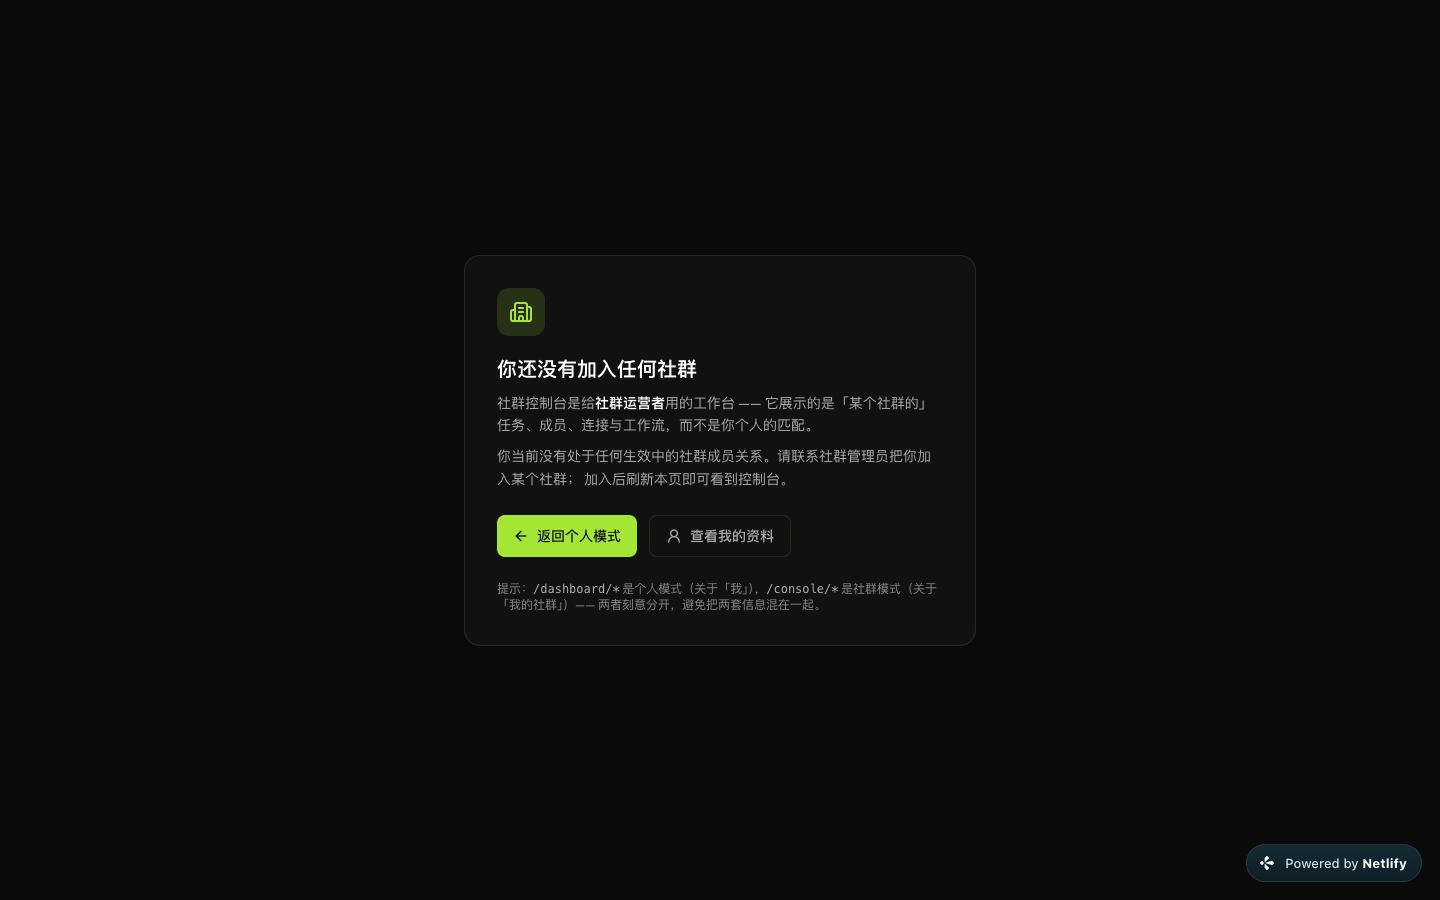 你还没有加入任何社群
社群控制台是给社群运营者用的工作台 —— 它展示的是「某个社群的」
任务、成员、连接与工作流，而不是你个人的匹配。
你当前没有处于任何生效中的社群成员关系。请联系社群管理员把你加
入某个社群； 加入后刷新本页即可看到控制台。
返回个人模式
查看我的资料
提示：/dashboard/* 是个人模式（关于「我」），/console/* 是社群模式（关于
「我的社群」）—— 两者刻意分开，避免把两套信息混在一起。
Powered by Netlify